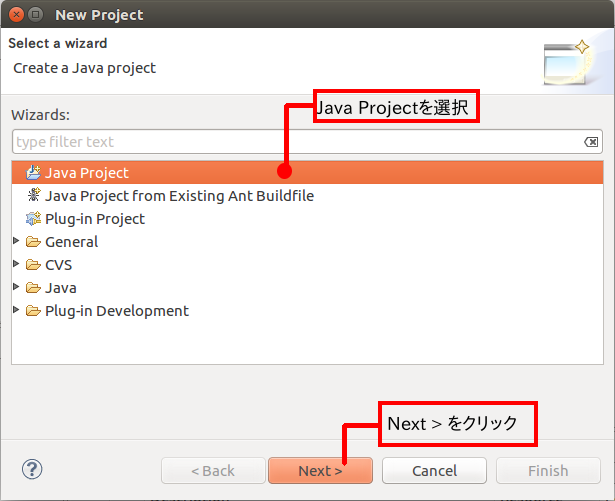 New Project
Select a wizard
Create a Java project
Java Projectを選択
Wizards:
type filter text
Java Project
Java Project from Existing Ant Buildfile
Plug-in Project
General
CVS
Java
Plug-in Development
Next > をクリック
?
< Back
Next >
Cancel
Finish